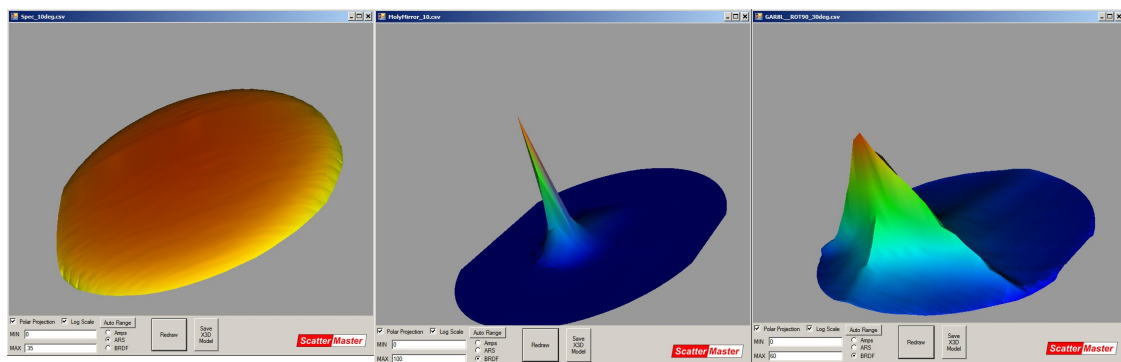 Spec_10deg.csv
Polar Projection Log Scale Auto Range
MIN 0
MAX .35
Amps
ARS
BRDF
Redraw
Save
X3D
Model
ScatterMaster
MolyMirror_10.csv
Polar Projection Log Scale Auto Range
MIN 0
MAX 100
Amps
ARS
BRDF
Redraw
Save
X3D
Model
ScatterMaster
GAR8L__ROT90_30deg.csv
Polar Projection Log Scale Auto Range
MIN 0
MAX 60
Amps
ARS
BRDF
Redraw
Save
X3D
Model
ScatterMaster